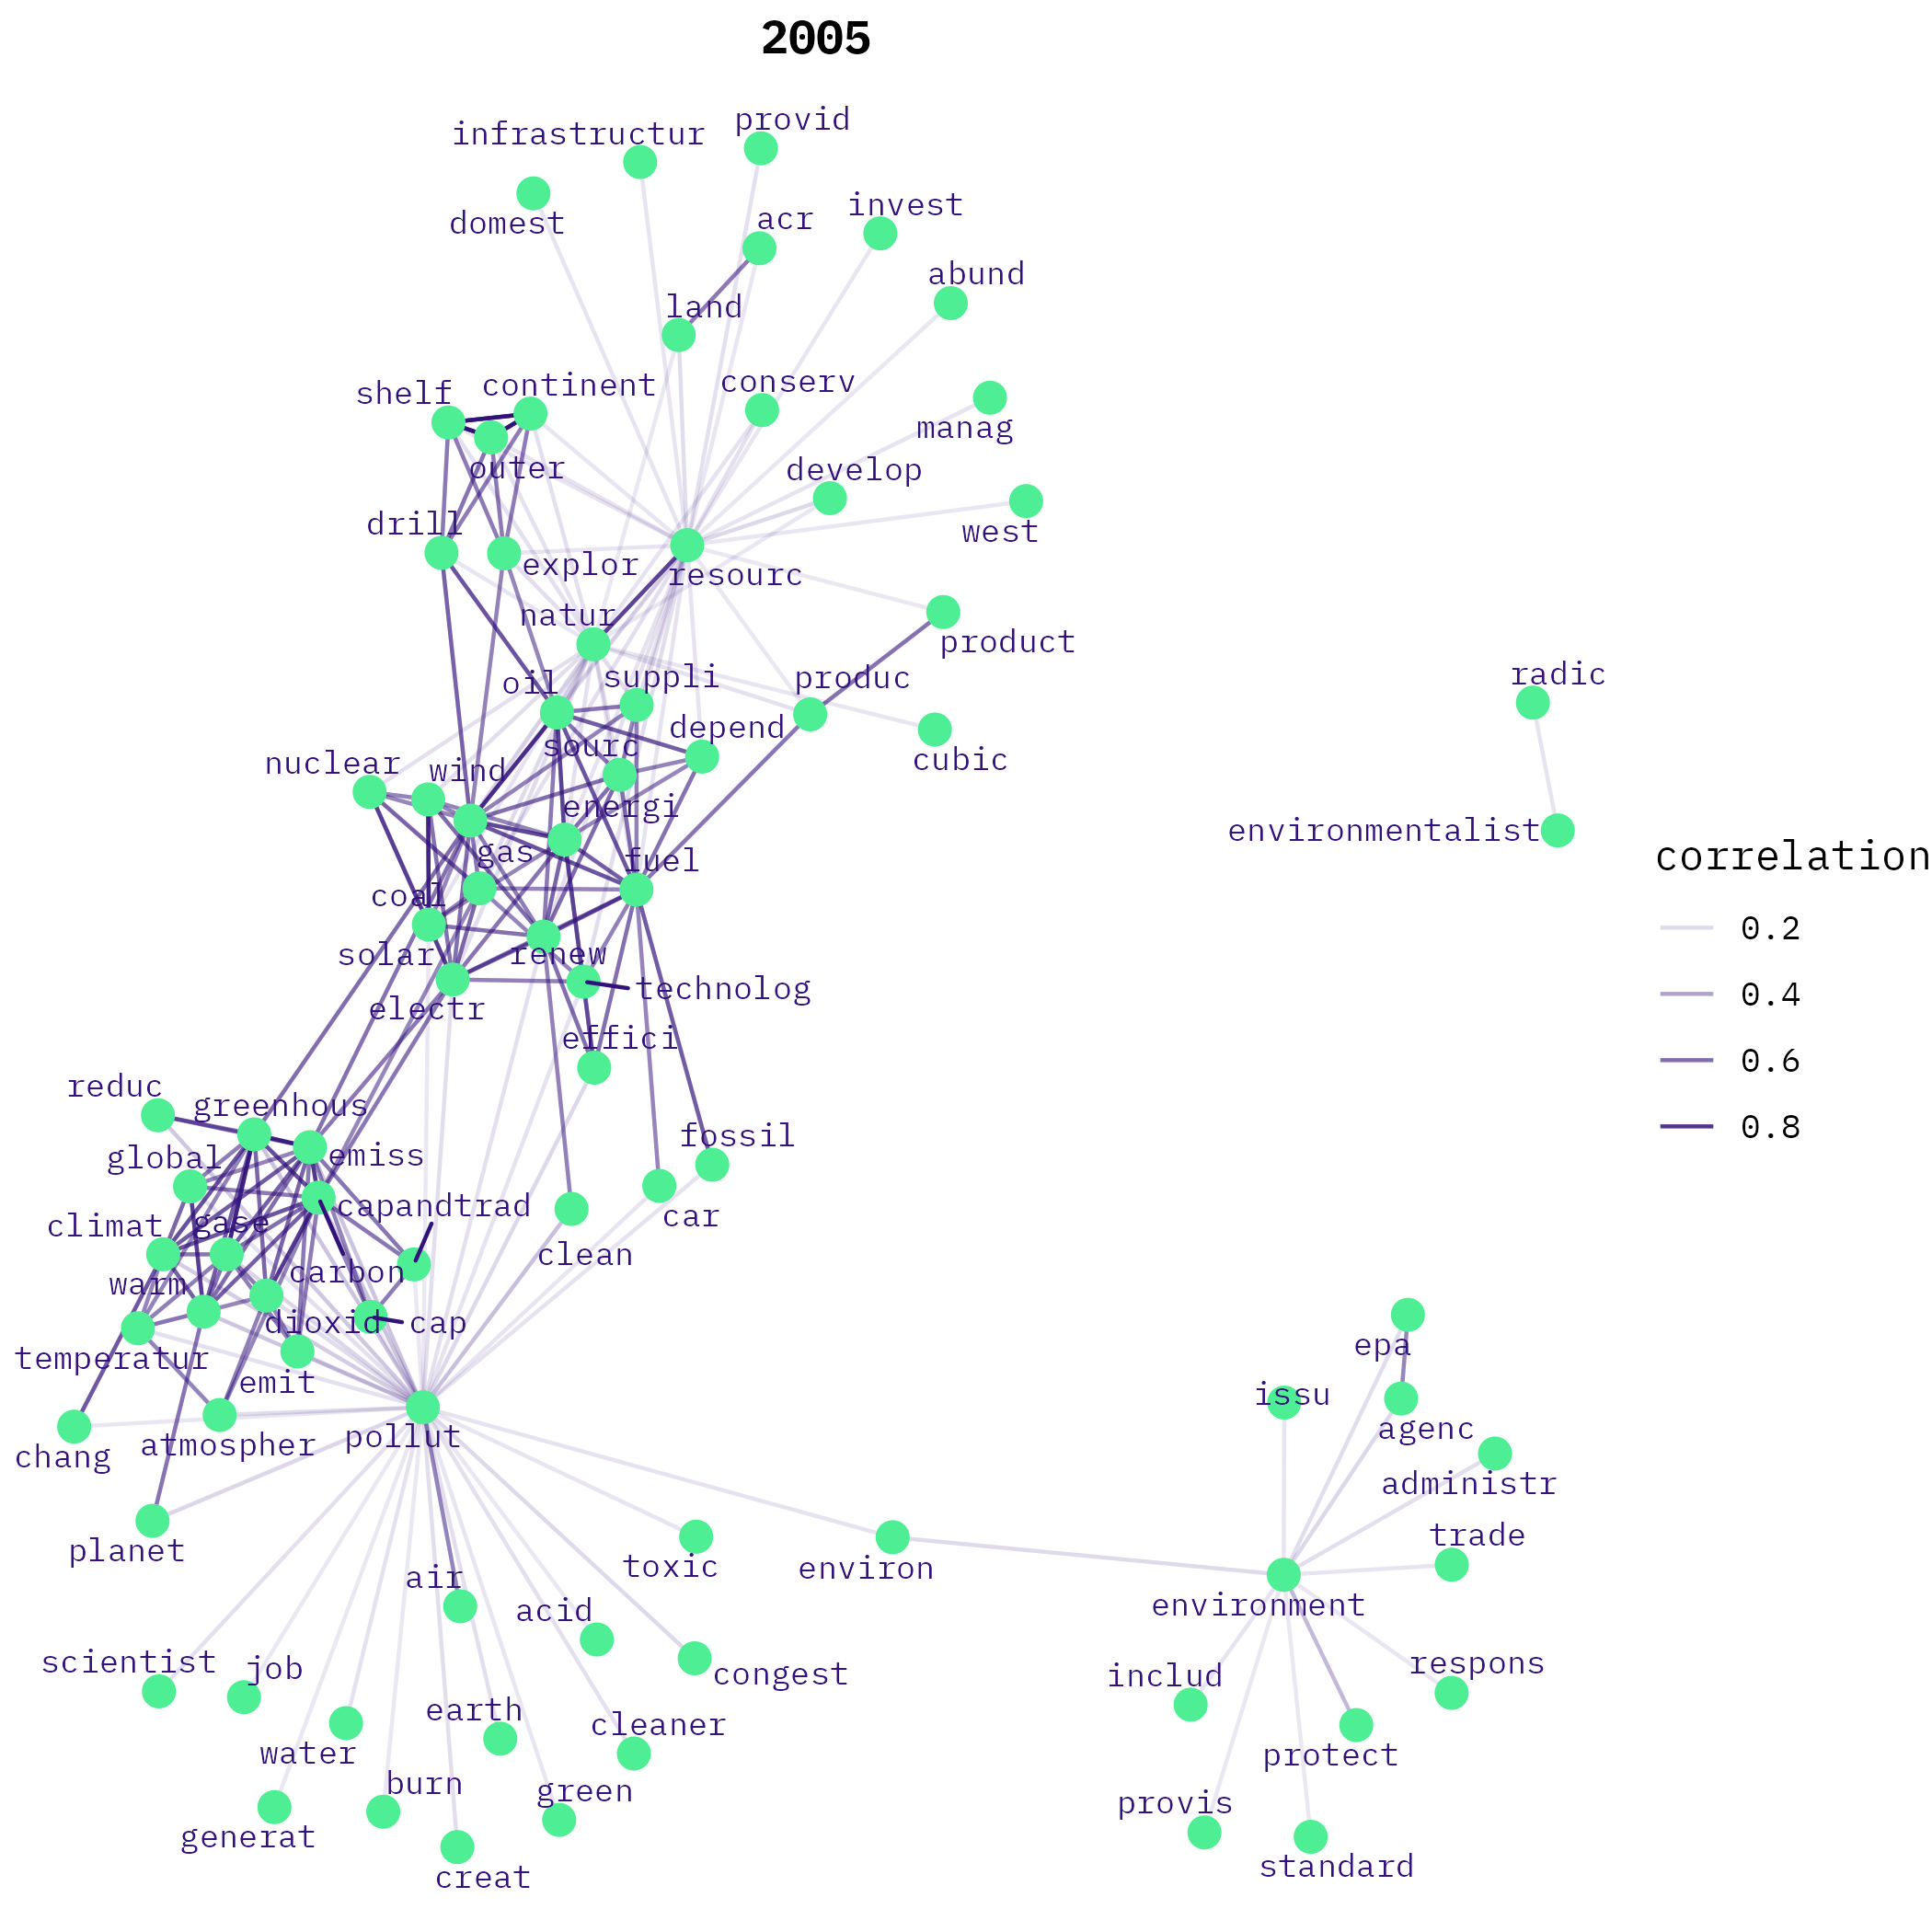 2005
infrastructur
provid
domest
acr
invest
abund
land
shelf
continent
conserv
manag
outer
develop
drill
west
explor
resourc
natur
product
oil
suppli
produc
radic
sourc
depend
cubic
nuclear
wind
energi
environmentalist
gas
fuel
correlation
coal
0.2
solar
renew
technolog
0.4
electr
effici
0.6
reduc
greenhous
fossil
0.8
global
emiss
capandtrad
car
climat
gase
clean
warm
carbon
dioxid
cap
temperatur
emit
epa
issu
chang
atmospher
pollut
agenc
administr
planet
toxic
environ
trade
air
acid
environment
scientist
job
congest
includ
respons
earth
cleaner
water
protect
burn
green
provis
generat
creat
standard